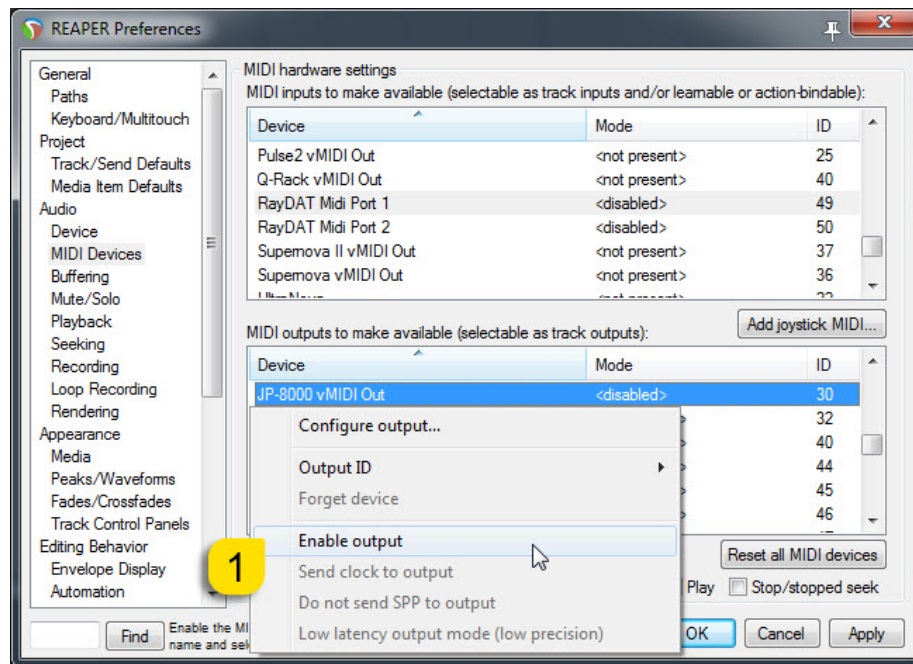 REAPER Preferences
General
Paths
Keyboard/Multitouch
Project
Track/Send Defaults
Media Item Defaults
Audio
Device
MIDI Devices
Buffering
Mute/Solo
Playback
Seeking
Recording
Loop Recording
Rendering
Appearance
Media
Peaks/Waveforms
Fades/Crossfades
Track Control Panels
Editing Behavior
Envelope Display
Automation
Find
Enable the MI
name and sel
MIDI hardware settings
MIDI inputs to make available (selectable as track inputs and/or learnable or action-bindable):
Device Mode ID
Pulse2 vMIDI Out <not present> 25
Q-Rack vMIDI Out <not present> 40
RayDAT Midi Port 1 <disabled> 49
RayDAT Midi Port 2 <disabled> 50
Supernova II vMIDI Out <not present> 37
Supernova vMIDI Out <not present> 36
Add joystick MIDI...
MIDI outputs to make available (selectable as track outputs):
Device Mode ID
JP-8000 vMIDI Out <disabled> 30
32
40
44
45
46
Configure output...
Output ID
Forget device
1
Enable output
Send clock to output
Do not send SPP to output
Low latency output mode (low precision)
Reset all MIDI devices
Play Stop/stopped seek
OK Cancel Apply